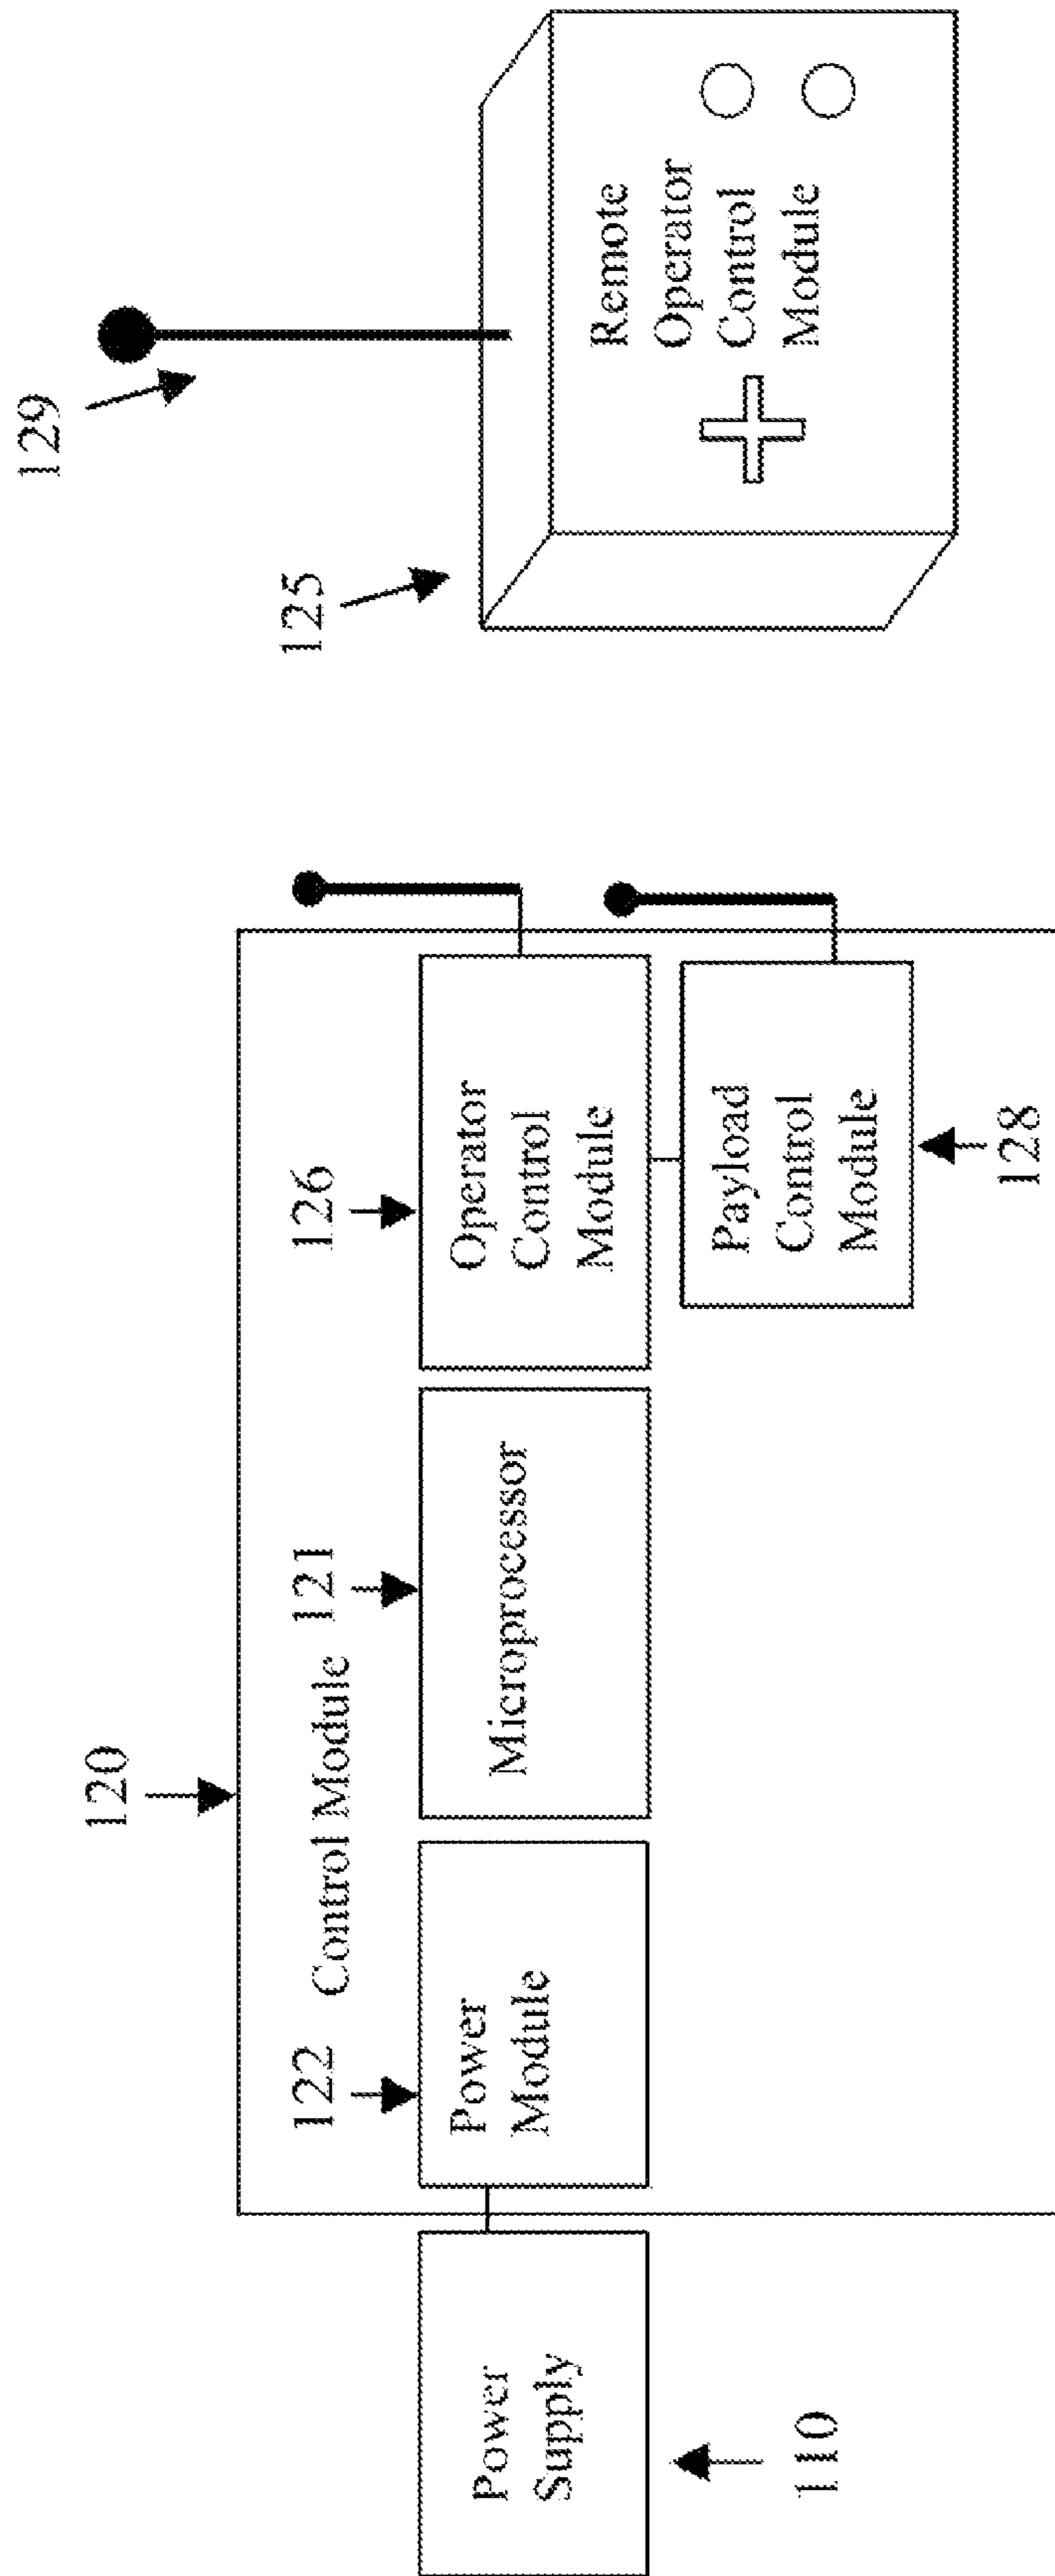 129
125
Remote
Operator
Control
Module
120
Control Module
122
121
126
Power
Supply
Power
Module
Microprocessor
Operator
Control
Module
Payload
Control
Module
110
128